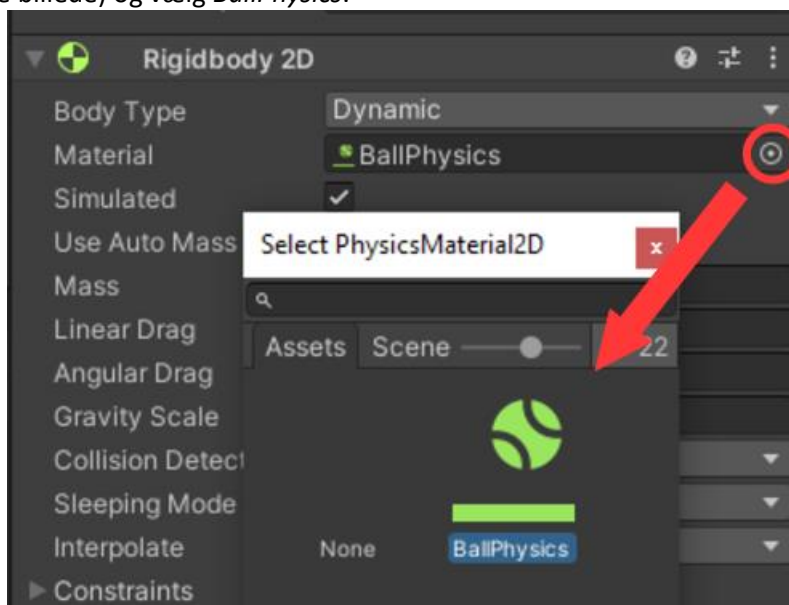 billede) og vælg BallPhysics.
Rigidbody 2D
Body Type Dynamic
Material BallPhysics
Simulated
Use Auto Mass
Select PhysicsMaterial2D x
Mass
Linear Drag
Assets Scene 22
Angular Drag
Gravity Scale
Collision Detect
Sleeping Mode
Interpolate
None BallPhysics
Constraints